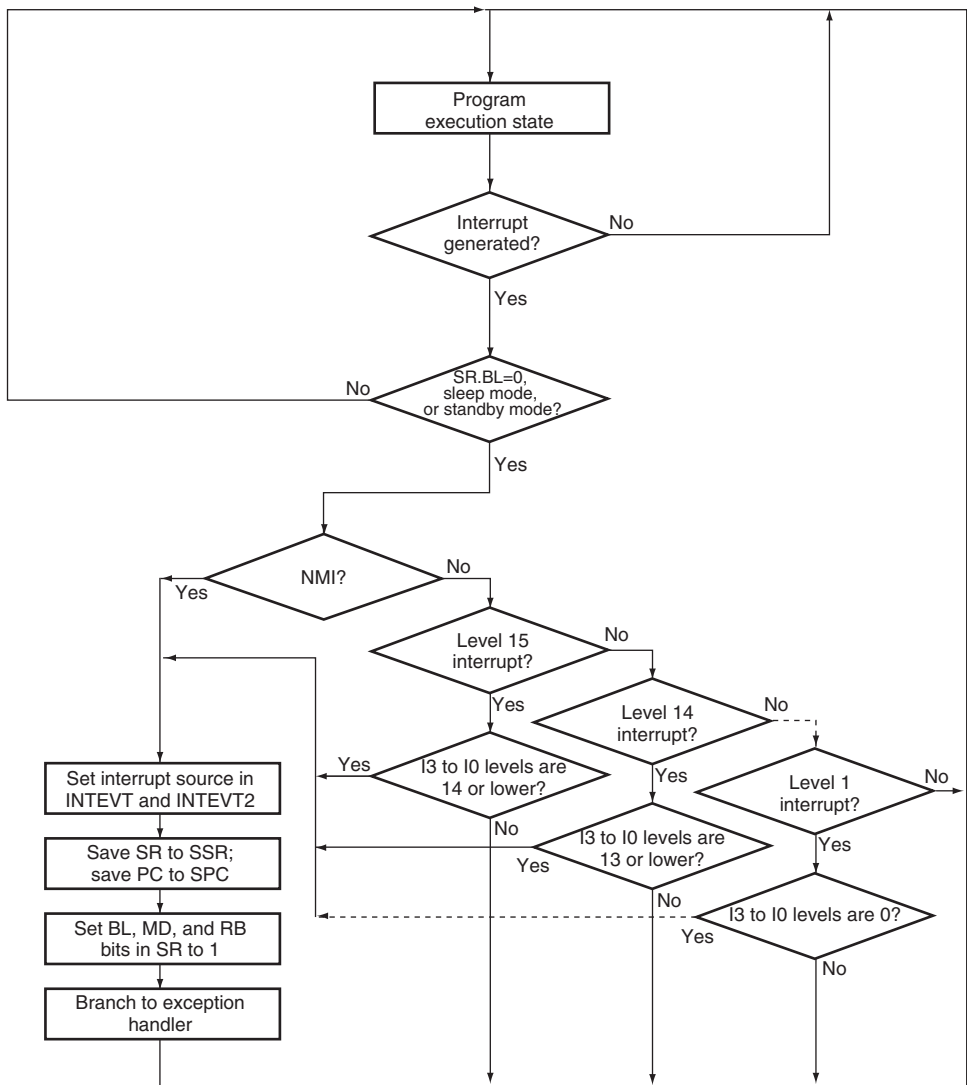 Program
execution state
Interrupt
generated?
No
Yes
SR.BL=0,
sleep mode,
or standby mode?
No
Yes
NMI?
No
Yes
Level 15
interrupt?
No
Yes
Level 14
interrupt?
No
Yes
I3 to I0 levels are
14 or lower?
Yes
No
Level 1
interrupt?
No
Yes
I3 to I0 levels are
13 or lower?
Yes
No
I3 to I0 levels are 0?
Yes
No
Set interrupt source in
INTEVT and INTEVT2
Save SR to SSR;
save PC to SPC
Set BL, MD, and RB
bits in SR to 1
Branch to exception
handler